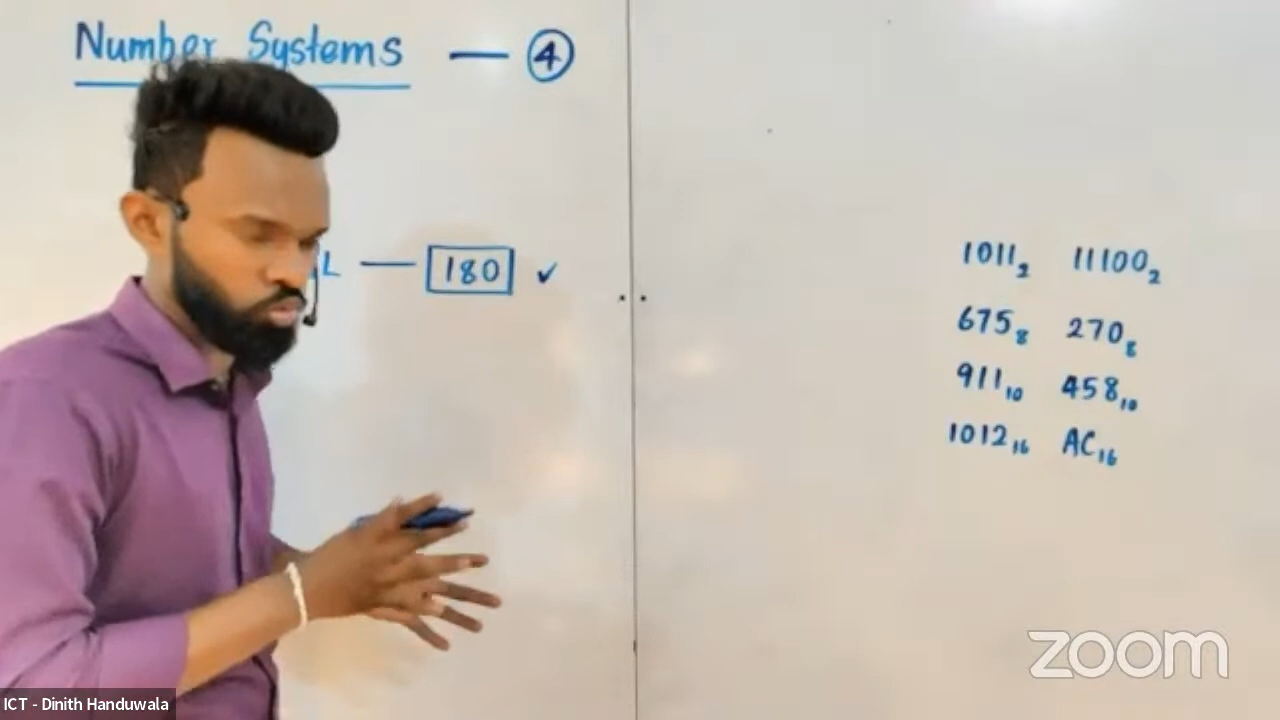 Number Systems — ④
L — 180 ✓
1011₂ 11100₂
675₈ 270₈
911₁₀ 458₁₀
1012₁₆ AC₁₆
zoom
ICT - Dinith Handuwala